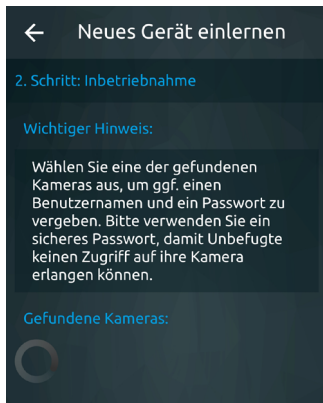 Neues Gerät einlernen
2. Schritt: Inbetriebnahme
Wichtiger Hinweis:
Wählen Sie eine der gefundenen
Kameras aus, um ggf. einen
Benutzernamen und ein Passwort zu
vergeben. Bitte verwenden Sie ein
sicheres Passwort, damit Unbefugte
keinen Zugriff auf ihre Kamera
erlangen können.
Gefundene Kameras: